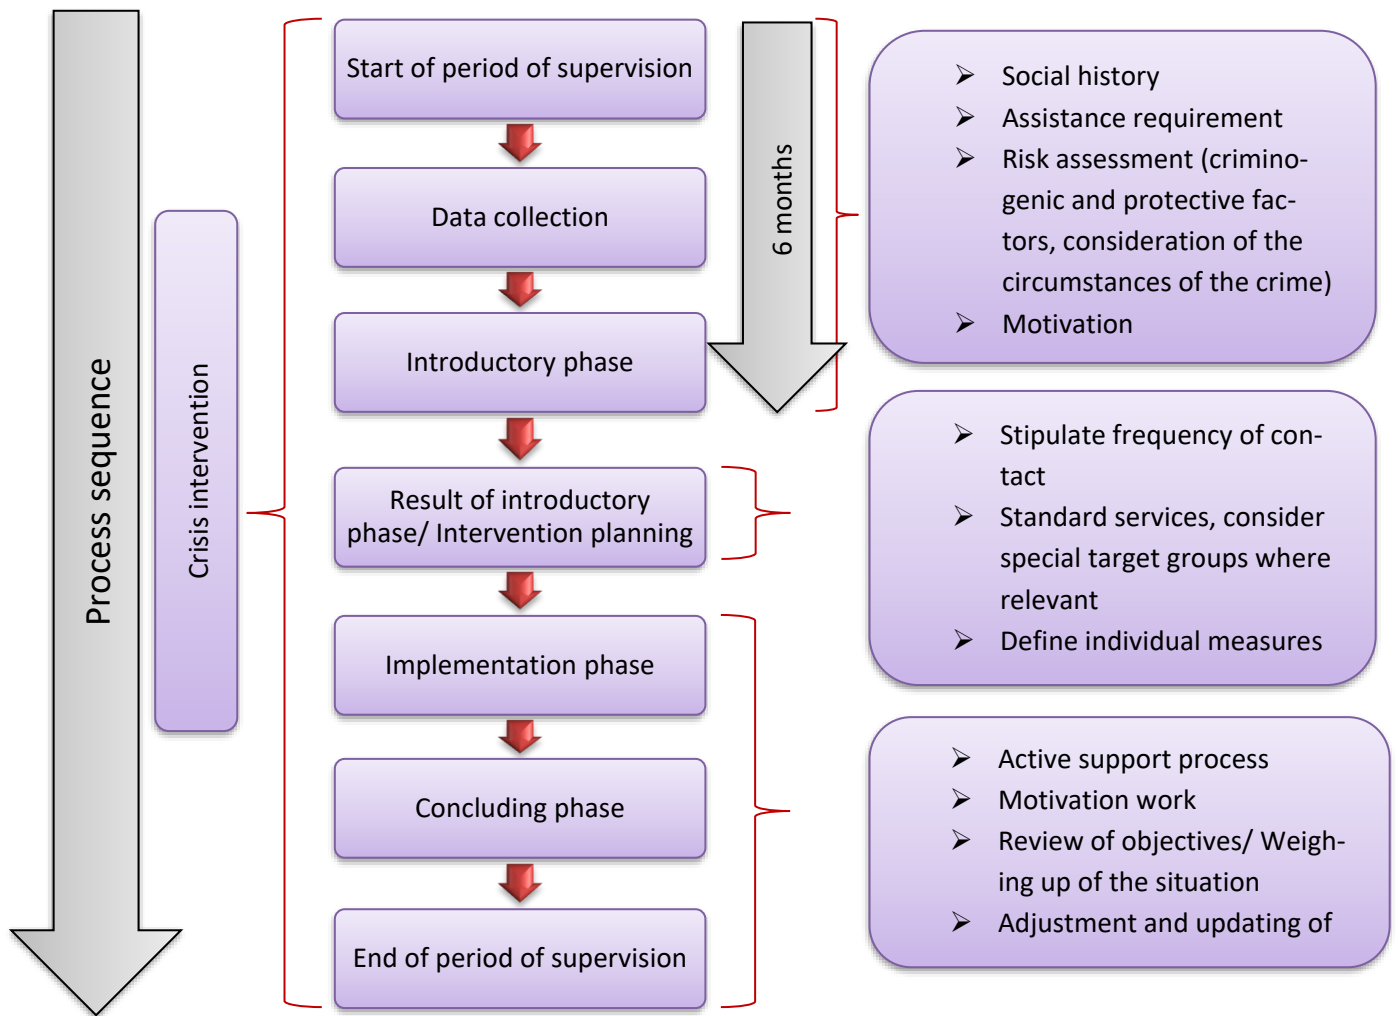 Process sequence
Crisis intervention
Start of period of supervision
Data collection
Introductory phase
Result of introductory
phase/ Intervention planning
Implementation phase
Concluding phase
End of period of supervision
6 months
➢ Social history
➢ Assistance requirement
➢ Risk assessment (crimino-
genic and protective fac-
tors, consideration of the
circumstances of the crime)
➢ Motivation
➢ Stipulate frequency of con-
tact
➢ Standard services, consider
special target groups where
relevant
➢ Define individual measures
➢ Active support process
➢ Motivation work
➢ Review of objectives/ Weigh-
ing up of the situation
➢ Adjustment and updating of